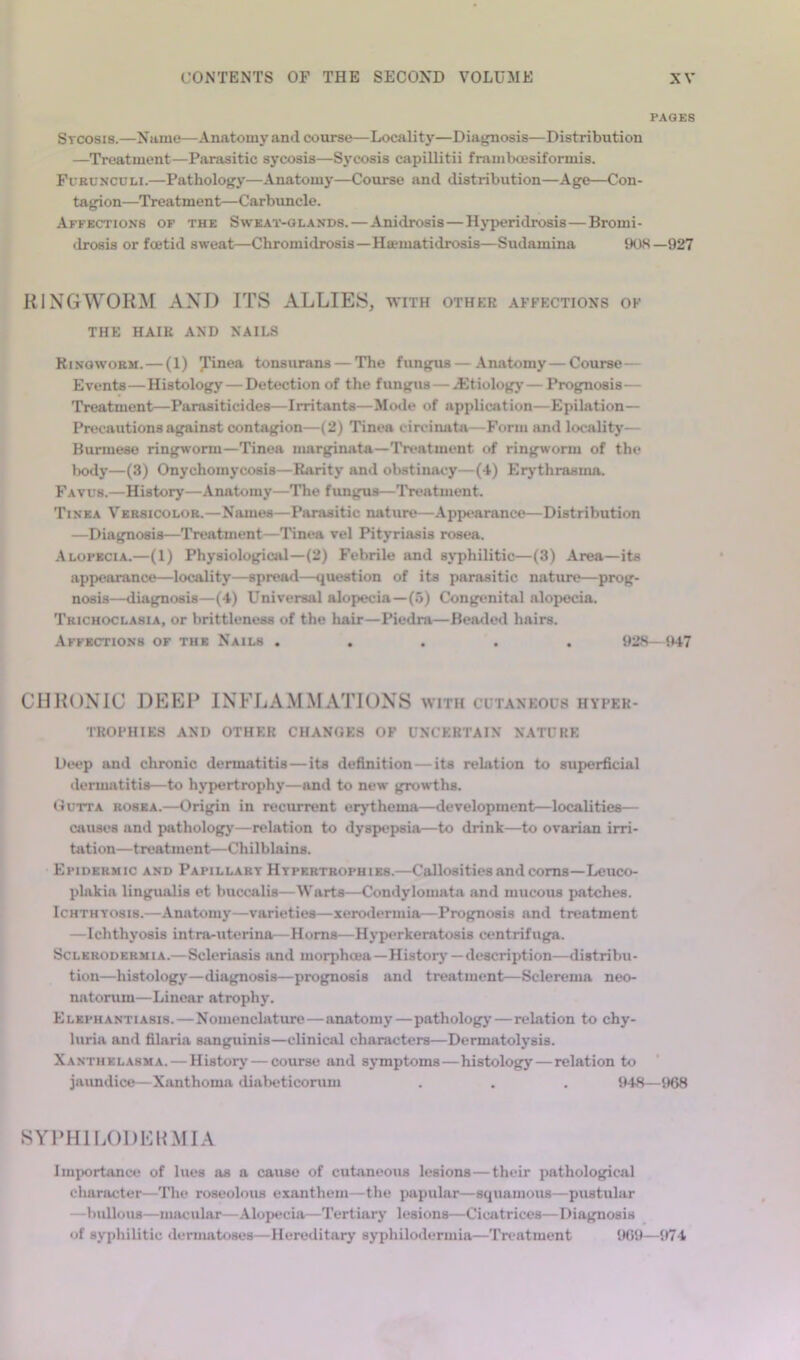 CONTENTS OF THE SECOND VOLUME XV
PAGES
Sycosis.—Name—Anatomy and course—Locality—Diagnosis—Distribution
—Treatment—Parasitic sycosis—Sycosis capillitii frambœsiformis.
Furunculi.—Pathology—Anatomy—Course and distribution—Age—Con-
tagion—Treatment—Carbuncle.
Affections of the Sweat-glands.—Anidrosis—Hyperidrosis—Bromi-
drosis or fœtid sweat—Chromidrosis—Hæmatidrosis—Sudamina 908—927
RINGWORM AND ITS ALLIES, WITH OTHER AFFECTIONS OF
THE HAIR AND NAILS
Ringworm.—(1) Tinea tonsurans—The fungus—Anatomy—Course—
Events—Histology—Detection of the fungus—Ætiology—Prognosis—
Treatment—Parasiticides—Irritants—Mode of application—Epilation—
Precautions against contagion—(2) Tinea circinata—Form and locality—
Burmese ringworm—Tinea marginata—Treatment of ringworm of the
body—(3) Onychomycosis—Rarity and obstinacy—(4) Erythrasma.
Favus.—History—Anatomy—The fungus—Treatment.
Tinea Versicolor.—Names—Parasitic nature—Appearance—Distribution
—Diagnosis—Treatment—Tinea vel Pityriasis rosea.
Alopecia.—(1) Physiological—(2) Febrile and syphilitic—(3) Area—its
appearance—locality—spread—question of its parasitic nature—prog-
nosis—diagnosis—(4) Universal alopecia—(5) Congenital alopecia.
Trichoclasia, or brittleness of the hair—Piedra—Beaded hairs.
Affections of the Nails . . . . . 928—947
CHRONIC DEEP INFLAMMATIONS WITH CUTANEOUS HYPER-
TROPHIES AND OTHER CHANGES OF UNCERTAIN NATURE
Deep and chronic dermatitis—its definition—its relation to superficial
dermatitis—to hypertrophy—and to new growths.
Gutta rosea.—Origin in recurrent erythema—development—localities—
causes and pathology—relation to dyspepsia—to drink—to ovarian irri-
tation—treatment—Chilblains.
Epidermic and Papillary Hypertrophies.—Callosities and corns—Leuco-
plakia lingualis et buccalis—Warts—Condylomata and mucous patches.
Ichthyosis.—Anatomy—varieties—xerodermia—Prognosis and treatment
—Ichthyosis intra-uterina—Horns—Hyperkeratosis centrifuga.
Sclerodermia.—Scleriasis and morphœa—History—description—distribu-
tion—histology—diagnosis—prognosis and treatment—Sclerema neo-
natorum—Linear atrophy.
Elephantiasis.—Nomenclature—anatomy—pathology—relation to chy-
luria and filaria sanguinis—clinical characters—Dermatolysis.
Xanthelasma.—History—course and symptoms—histology—relation to
jaundice—Xanthoma diabeticorum . . . 948—968
SYPHILODERMIA
Importance of lues as a cause of cutaneous lesions—their pathological
character—The roseolous exanthem—the papular—squamous—pustular
—bullous—macular—Alopecia—Tertiary lesions—Cicatrices—Diagnosis
of syphilitic dermatoses—Hereditary syphilodermia—Treatment 969—974